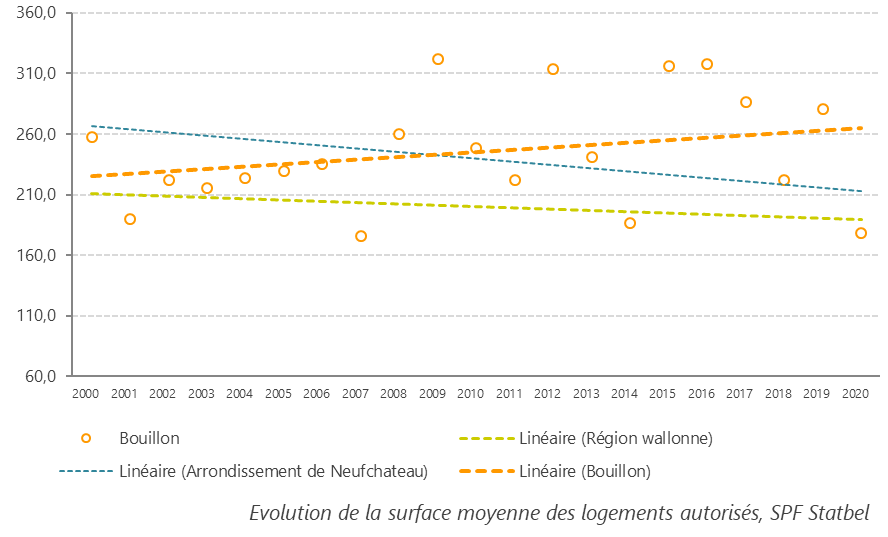 360,0
310,0
260,0
210,0
160,0
110,0
60,0
2000 2001 2002 2003 2004 2005 2006 2007 2008 2009 2010 2011 2012 2013 2014 2015 2016 2017 2018 2019 2020
Bouillon Linéaire (Région wallonne)
Linéaire (Arrondissement de Neufchateau) Linéaire (Bouillon)
Evolution de la surface moyenne des logements autorisés, SPF Statbel